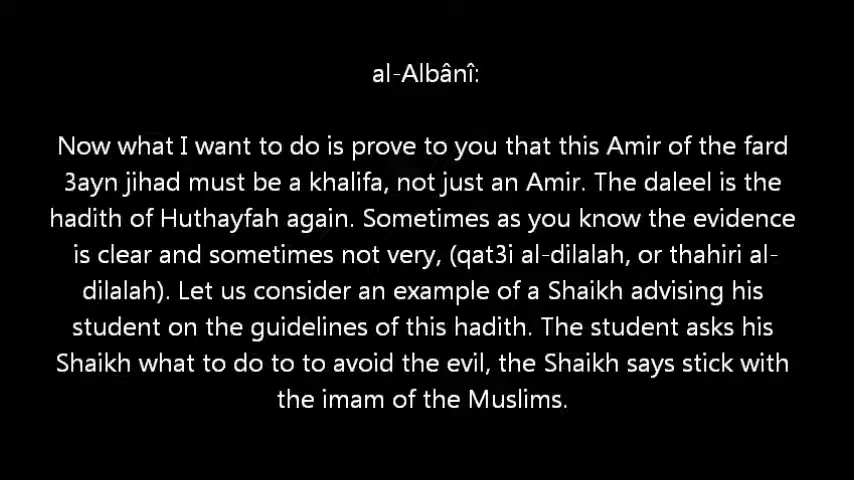 al-Albânî:
Now what I want to do is prove to you that this Amir of the fard
3ayn jihad must be a khalifa, not just an Amir. The daleel is the
hadith of Huthayfah again. Sometimes as you know the evidence
is clear and sometimes not very, (qat3i al-dilalah, or thahiri al-
dilalah). Let us consider an example of a Shaikh advising his
student on the guidelines of this hadith. The student asks his
Shaikh what to do to to avoid the evil, the Shaikh says stick with
the imam of the Muslims.